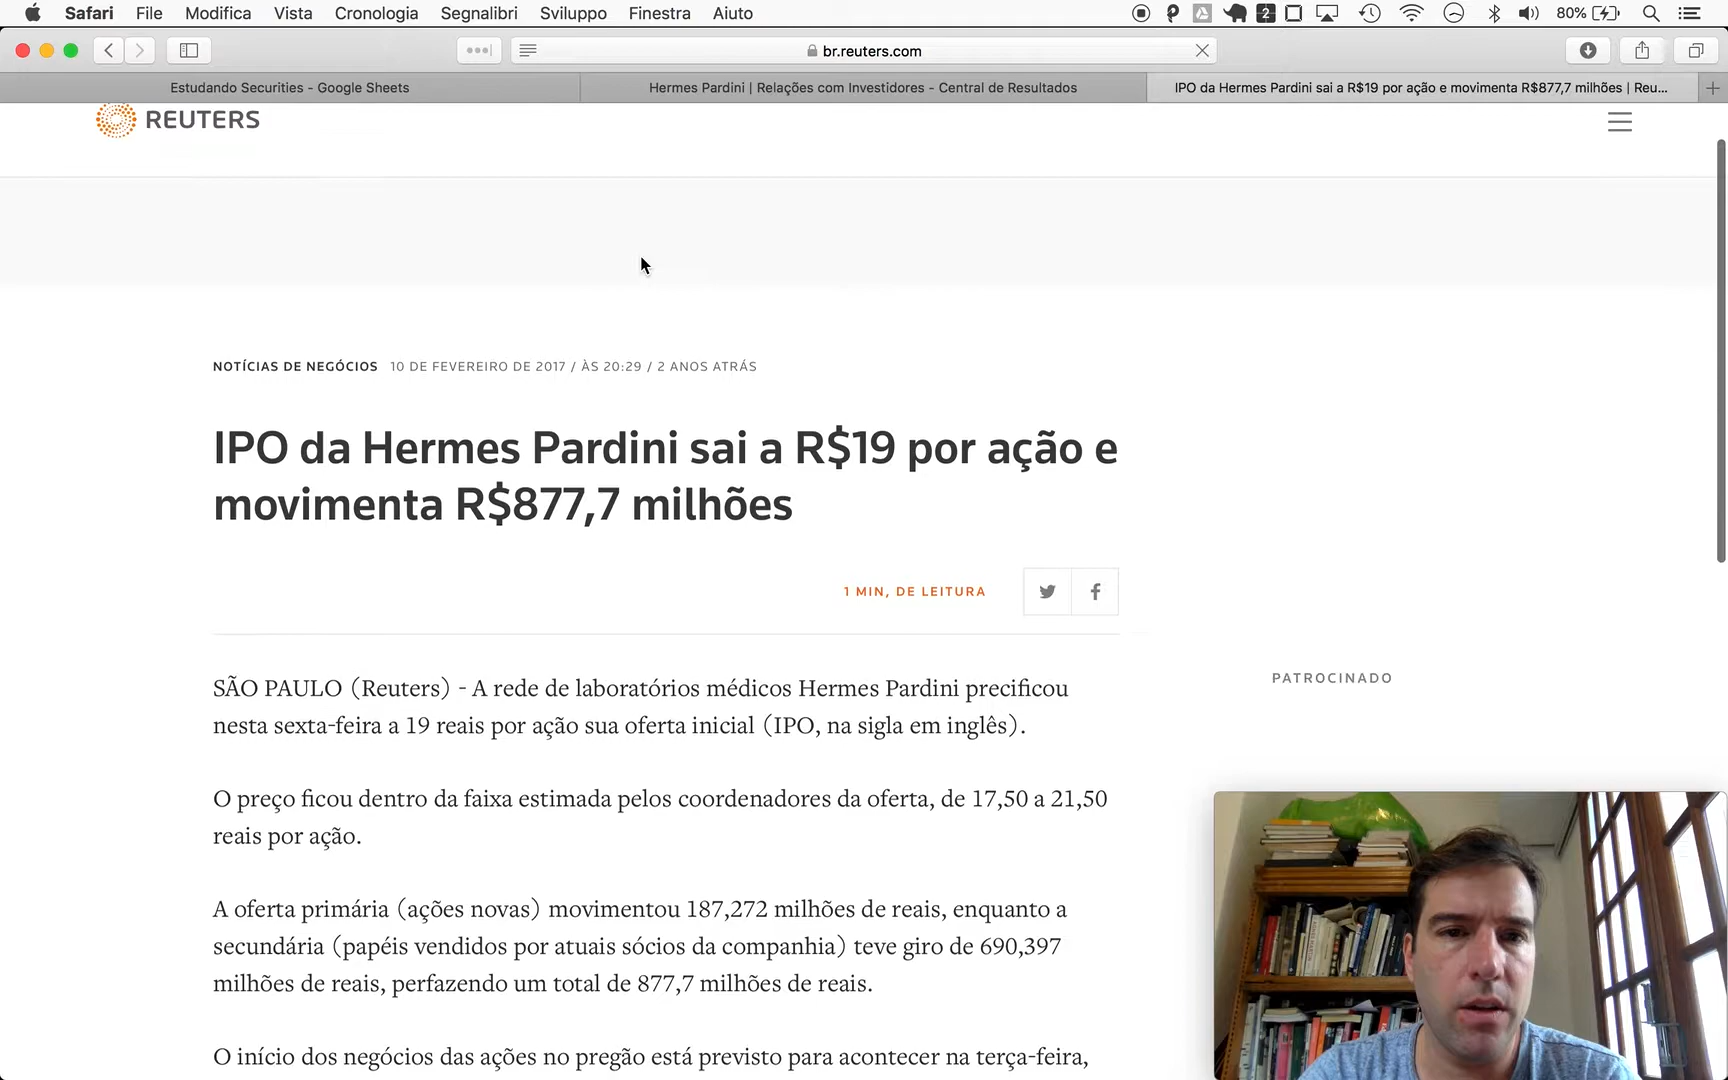 Safari File Modifica Vista Cronologia Segnalibri Sviluppo Finestra Aiuto 2 80%
br.reuters.com
Estudando Securities - Google Sheets
Hermes Pardini | Relações com Investidores - Central de Resultados
IPO da Hermes Pardini sai a R$19 por ação e movimenta R$877,7 milhões | Reu...
REUTERS
NOTÍCIAS DE NEGÓCIOS 10 DE FEVEREIRO DE 2017 / ÀS 20:29 / 2 ANOS ATRÁS
IPO da Hermes Pardini sai a R$19 por ação e
movimenta R$877,7 milhões
1 MIN, DE LEITURA
SÃO PAULO (Reuters) - A rede de laboratórios médicos Hermes Pardini precificou
nesta sexta-feira a 19 reais por ação sua oferta inicial (IPO, na sigla em inglês).
PATROCINADO
O preço ficou dentro da faixa estimada pelos coordenadores da oferta, de 17,50 a 21,50
reais por ação.
A oferta primária (ações novas) movimentou 187,272 milhões de reais, enquanto a
secundária (papéis vendidos por atuais sócios da companhia) teve giro de 690,397
milhões de reais, perfazendo um total de 877,7 milhões de reais.
O início dos negócios das ações no pregão está previsto para acontecer na terça-feira,